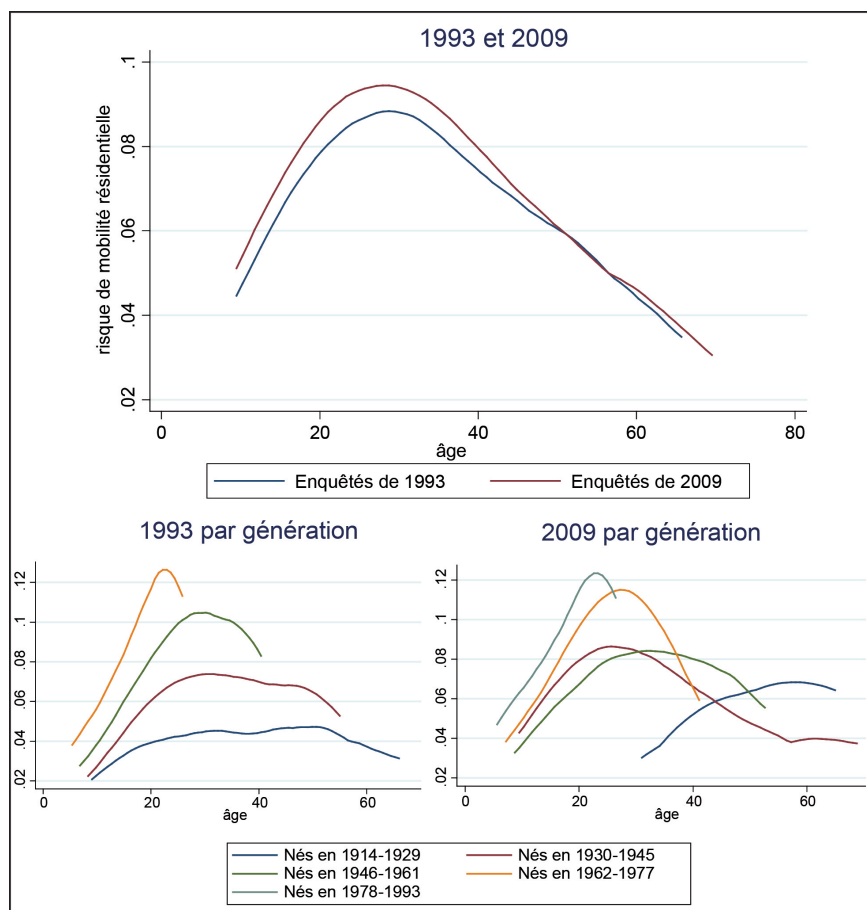 1993 et 2009
risque de mobilité résidentielle
.1
.08
.06
.04
.02
0 20 40 60 80
âge
Enquêtés de 1993 Enquêtés de 2009
1993 par génération
.12
.1
.08
.06
.04
.02
0 20 40 60
âge
2009 par génération
.12
.1
.08
.06
.04
.02
0 20 40 60
âge
Nés en 1914-1929 Nés en 1930-1945
Nés en 1946-1961 Nés en 1962-1977
Nés en 1978-1993